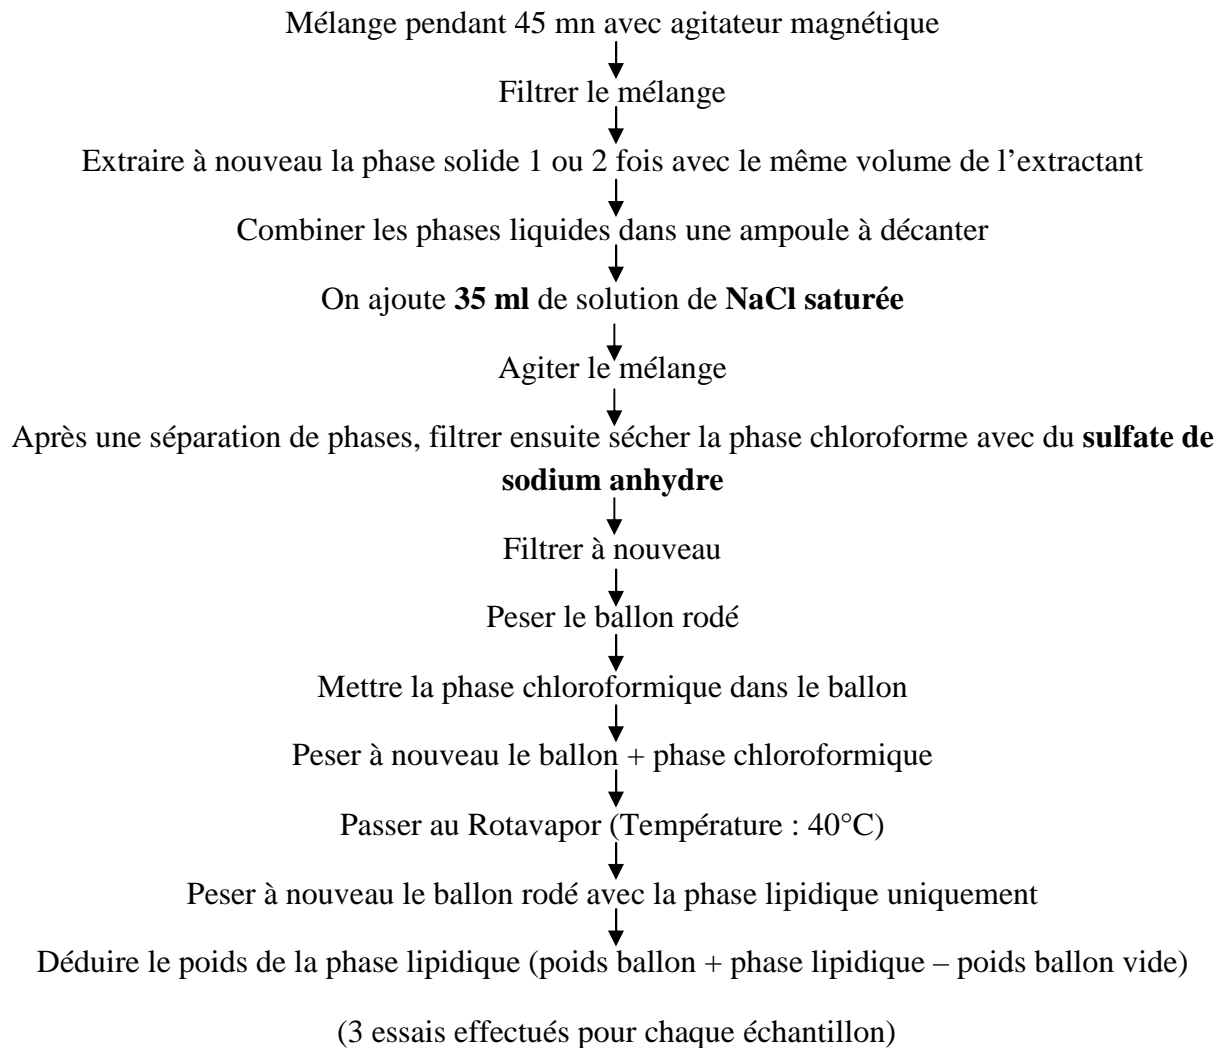 Mélange pendant 45 mn avec agitateur magnétique
Filtrer le mélange
Extraire à nouveau la phase solide 1 ou 2 fois avec le même volume de l’extractant
Combiner les phases liquides dans une ampoule à décanter
On ajoute 35 ml de solution de NaCl saturée
Agiter le mélange
Après une séparation de phases, filtrer ensuite sécher la phase chloroforme avec du sulfate de
sodium anhydre
Filtrer à nouveau
Peser le ballon rodé
Mettre la phase chloroformique dans le ballon
Peser à nouveau le ballon + phase chloroformique
Passer au Rotavapor (Température : 40°C)
Peser à nouveau le ballon rodé avec la phase lipidique uniquement
Déduire le poids de la phase lipidique (poids ballon + phase lipidique – poids ballon vide)
(3 essais effectués pour chaque échantillon)